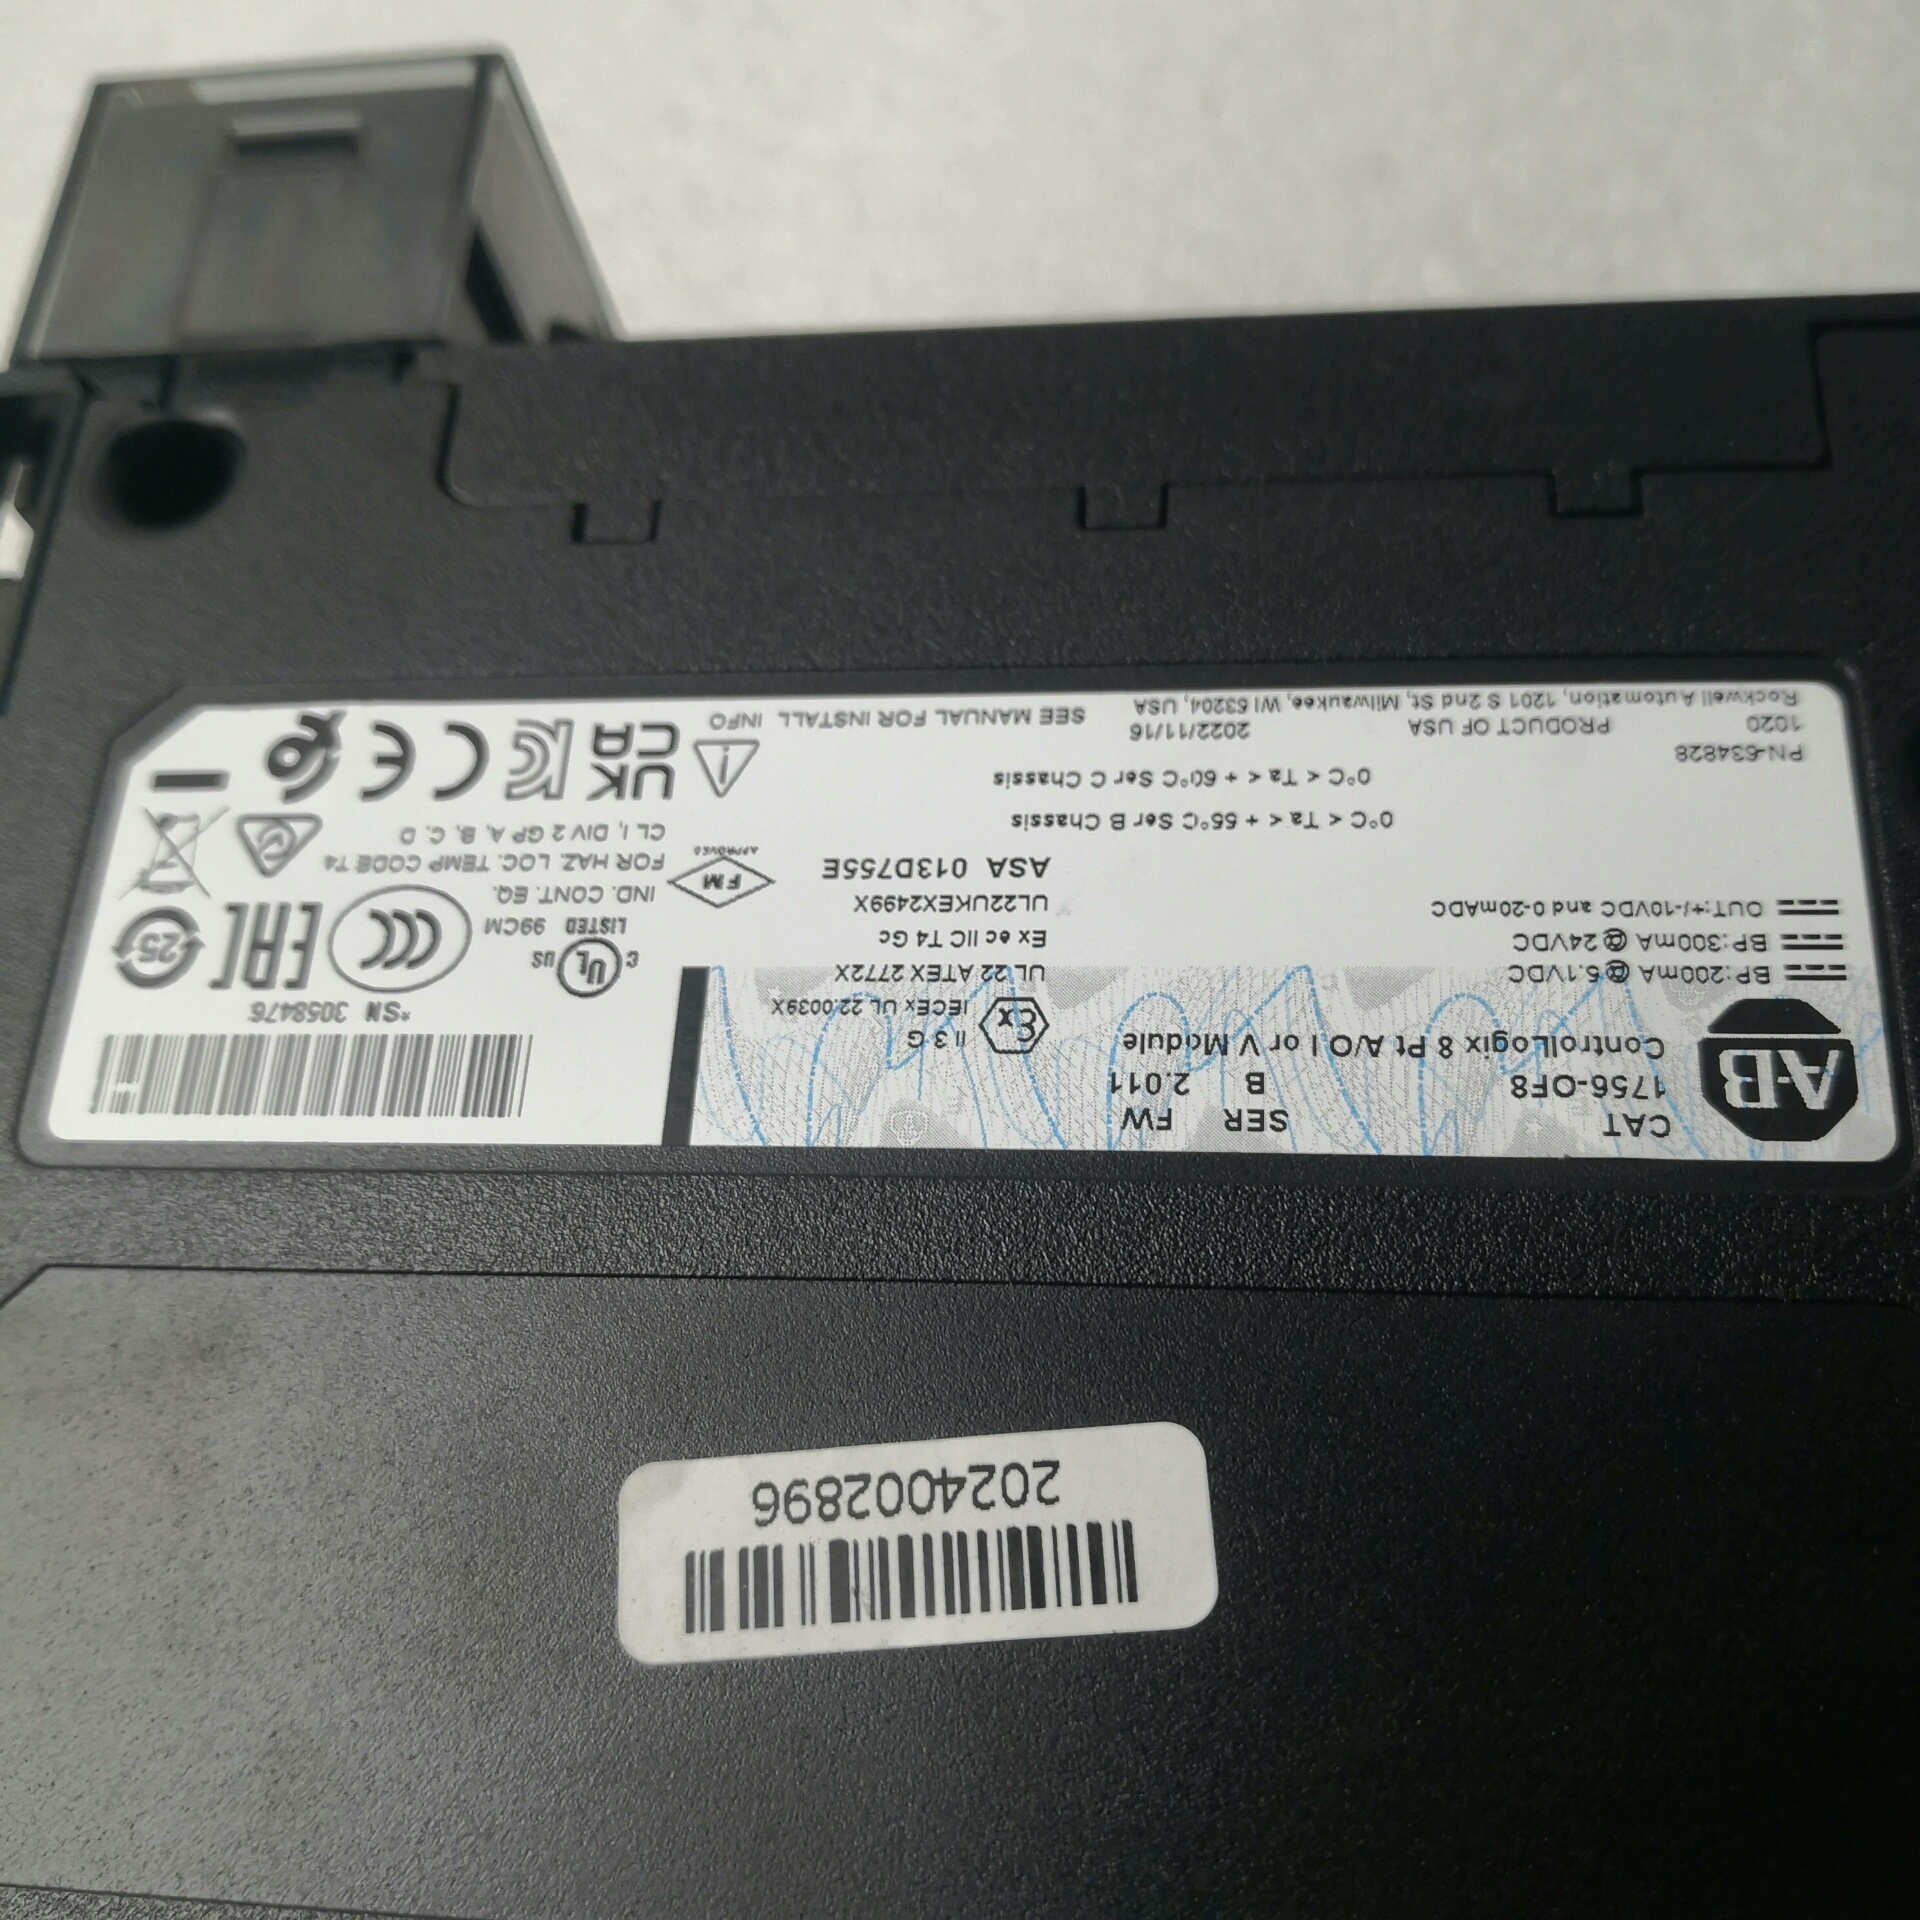 A-B
CAT SER FW
1756-OF8 B 2.011
ControlLogix 8 Pt A/O I or V Module
BP:200mA @ 5.1VDC
BP:300mA @ 24VDC
OUT:+/-10VDC and 0-20mADC
0°C < Ta < + 55°C Ser B Chassis
0°C < Ta < + 60°C Ser C Chassis
PN-634828
1020 PRODUCT OF USA 2022/11/16
Rockwell Automation, 1201 S 2nd St, Milwaukee, WI 53204, USA
Ex II 3 G
IECEx UL 22.0039X
UL 22 ATEX 2772X
Ex ec IIC T4 Gc
UL22UKEX2499X
ASA 013D755E
*SN 3058476
c UL us LISTED 99CM
IND. CONT. EQ.
FOR HAZ. LOC. TEMP CODE T4
CL I, DIV 2 GP A, B, C, D
FM
APPROVED
CCC
EAC
25
UK
CA
CE
SEE MANUAL FOR INSTALL INFO
2024002896